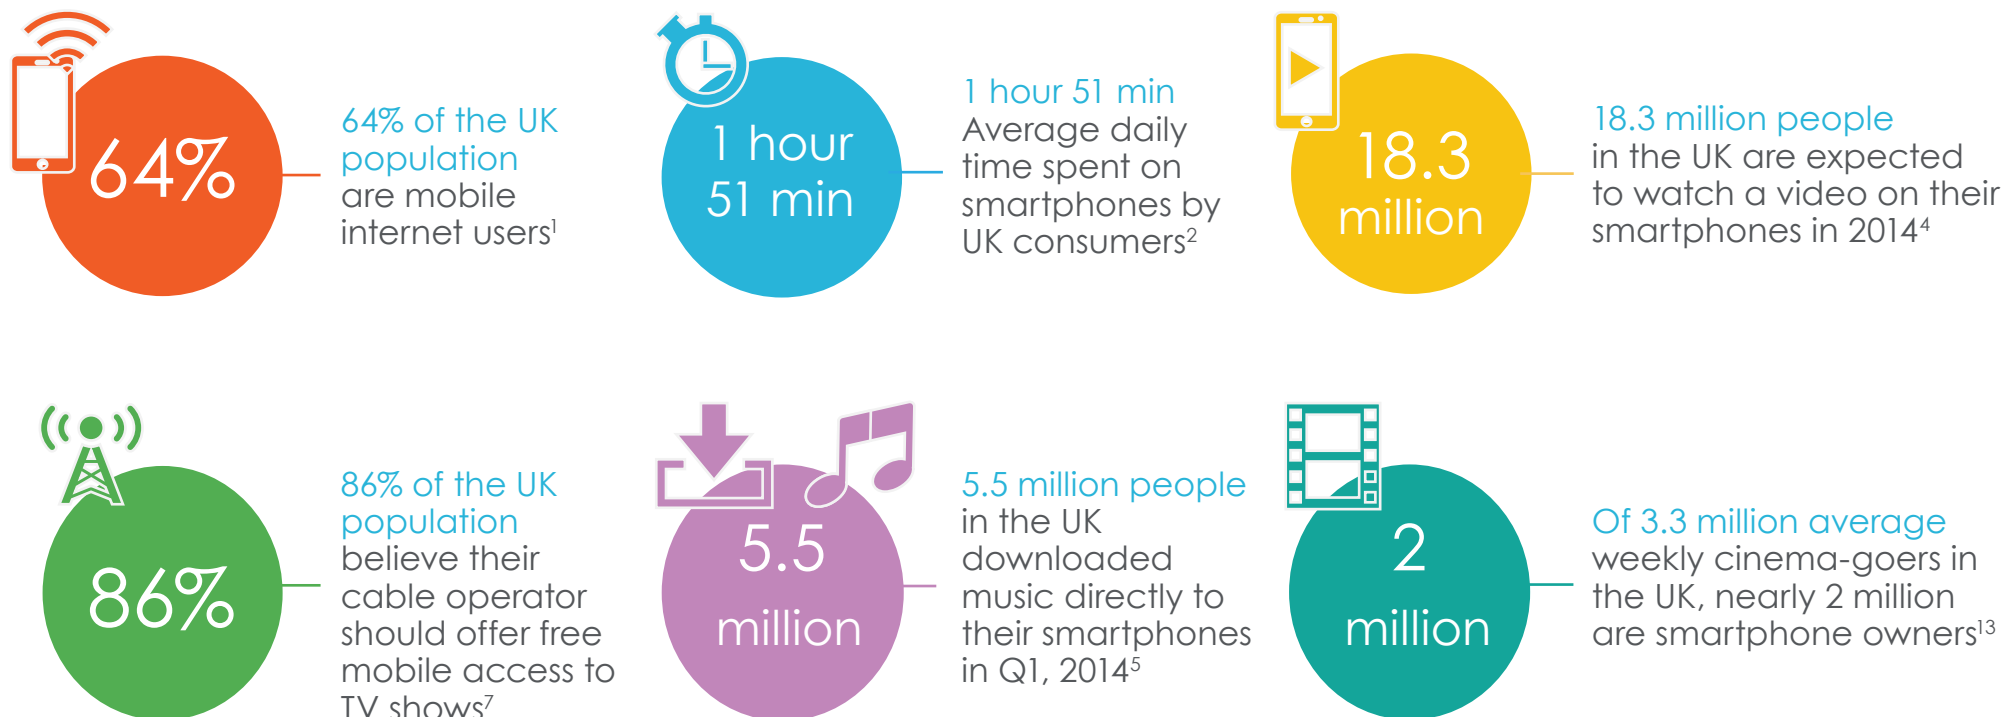 64%
64% of the UK
population
are mobile
internet users1
1 hour
51 min
1 hour 51 min
Average daily
time spent on
smartphones by
UK consumers2
18.3
million
18.3 million people
in the UK are expected
to watch a video on their
smartphones in 20144
86%
86% of the UK
population
believe their
cable operator
should offer free
mobile access to
TV shows7
5.5
million
5.5 million people
in the UK
downloaded
music directly to
their smartphones
in Q1, 20145
2
million
Of 3.3 million average
weekly cinema-goers in
the UK, nearly 2 million
are smartphone owners13